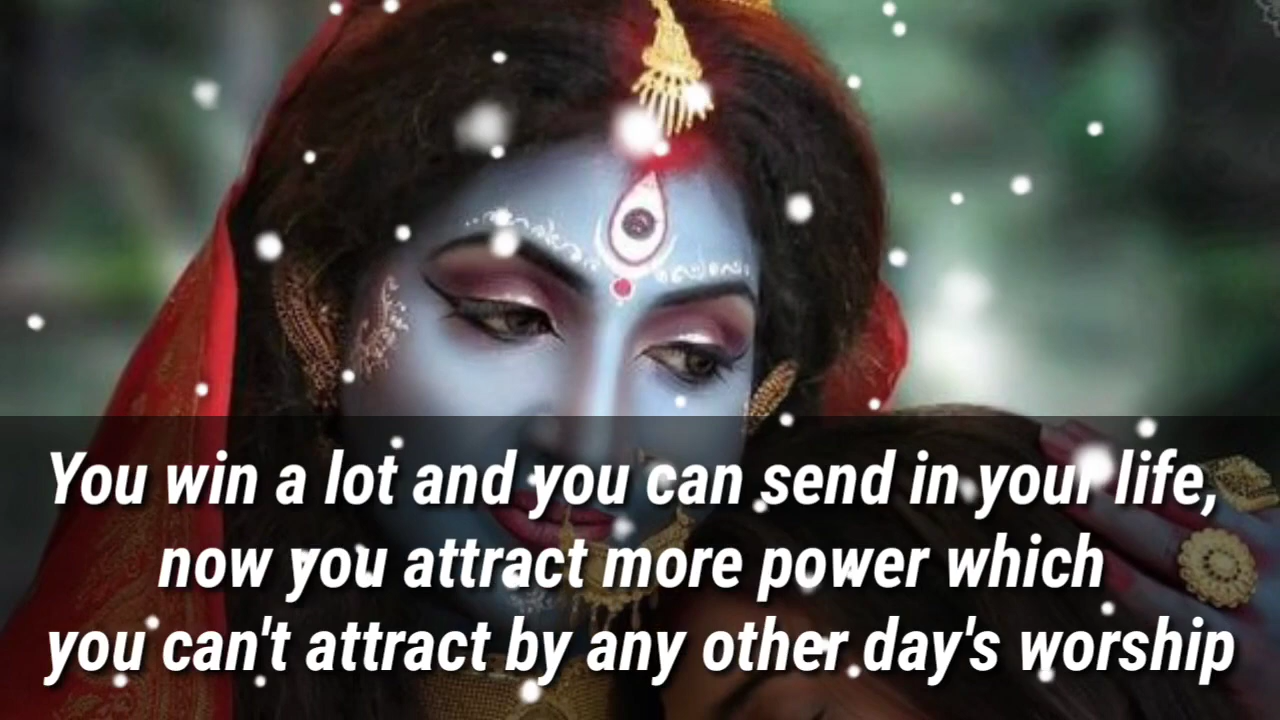 You win a lot and you can send in your life,
now you attract more power which
you can't attract by any other day's worship